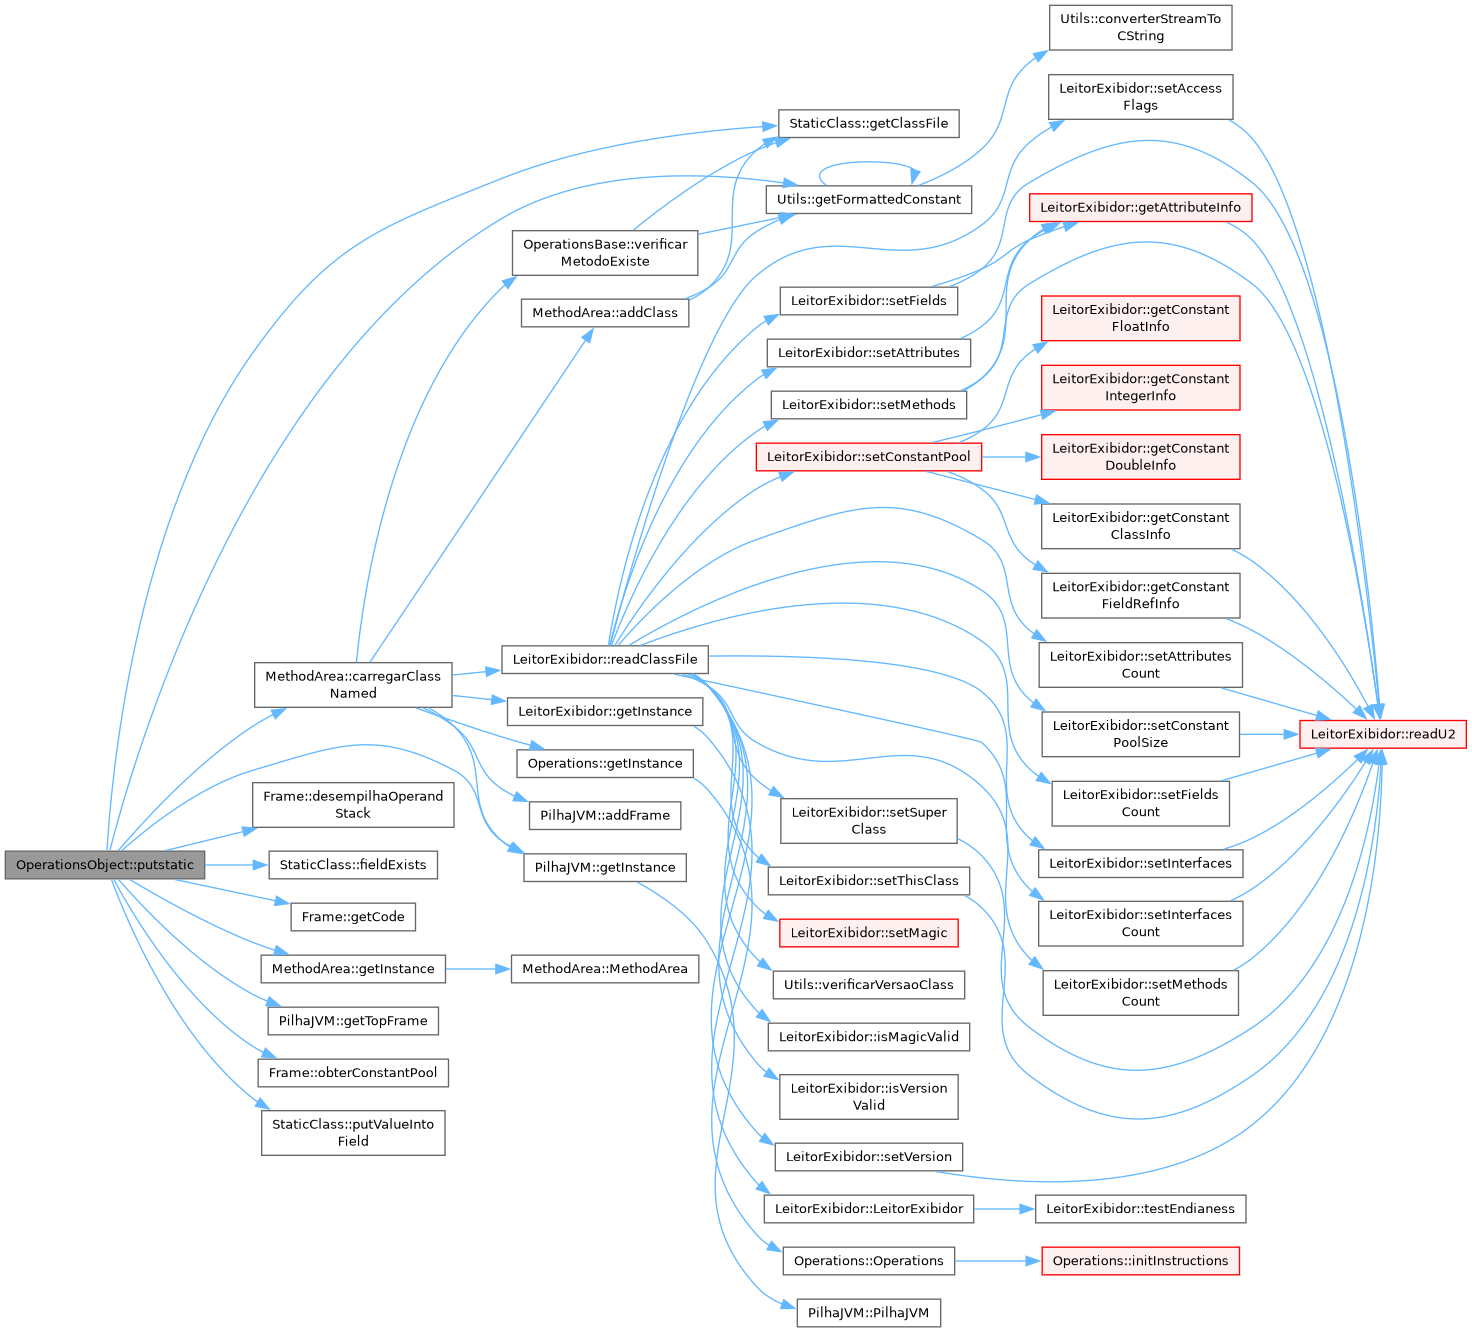 OperationsObject::putstatic
MethodArea::carregarClass
Named
Frame::desempilhaOperand
Stack
StaticClass::fieldExists
Frame::getCode
MethodArea::getInstance
PilhaJVM::getTopFrame
Frame::obterConstantPool
StaticClass::putValueInto
Field
OperationsBase::verificar
MetodoExiste
MethodArea::addClass
LeitorExibidor::readClassFile
LeitorExibidor::getInstance
Operations::getInstance
PilhaJVM::addFrame
PilhaJVM::getInstance
MethodArea::MethodArea
StaticClass::getClassFile
Utils::getFormattedConstant
LeitorExibidor::setFields
LeitorExibidor::setAttributes
LeitorExibidor::setMethods
LeitorExibidor::setConstantPool
LeitorExibidor::setSuper
Class
LeitorExibidor::setThisClass
LeitorExibidor::setMagic
Utils::verificarVersaoClass
LeitorExibidor::isMagicValid
LeitorExibidor::isVersion
Valid
LeitorExibidor::setVersion
LeitorExibidor::LeitorExibidor
Operations::Operations
PilhaJVM::PilhaJVM
Utils::converterStreamTo
CString
LeitorExibidor::setAccess
Flags
LeitorExibidor::getAttributeInfo
LeitorExibidor::getConstant
FloatInfo
LeitorExibidor::getConstant
IntegerInfo
LeitorExibidor::getConstant
DoubleInfo
LeitorExibidor::getConstant
ClassInfo
LeitorExibidor::getConstant
FieldRefInfo
LeitorExibidor::setAttributes
Count
LeitorExibidor::setConstant
PoolSize
LeitorExibidor::setFields
Count
LeitorExibidor::setInterfaces
LeitorExibidor::setInterfaces
Count
LeitorExibidor::setMethods
Count
LeitorExibidor::testEndianess
Operations::initInstructions
LeitorExibidor::readU2